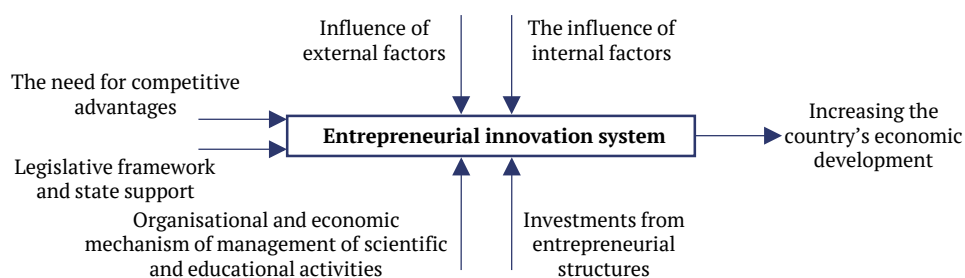 Influence of
external factors
The influence of
internal factors
The need for competitive
advantages
Entrepreneurial innovation system
Increasing the
country's economic
development
Legislative framework
and state support
Organisational and economic
mechanism of management of scientific
and educational activities
Investments from
entrepreneurial
structures